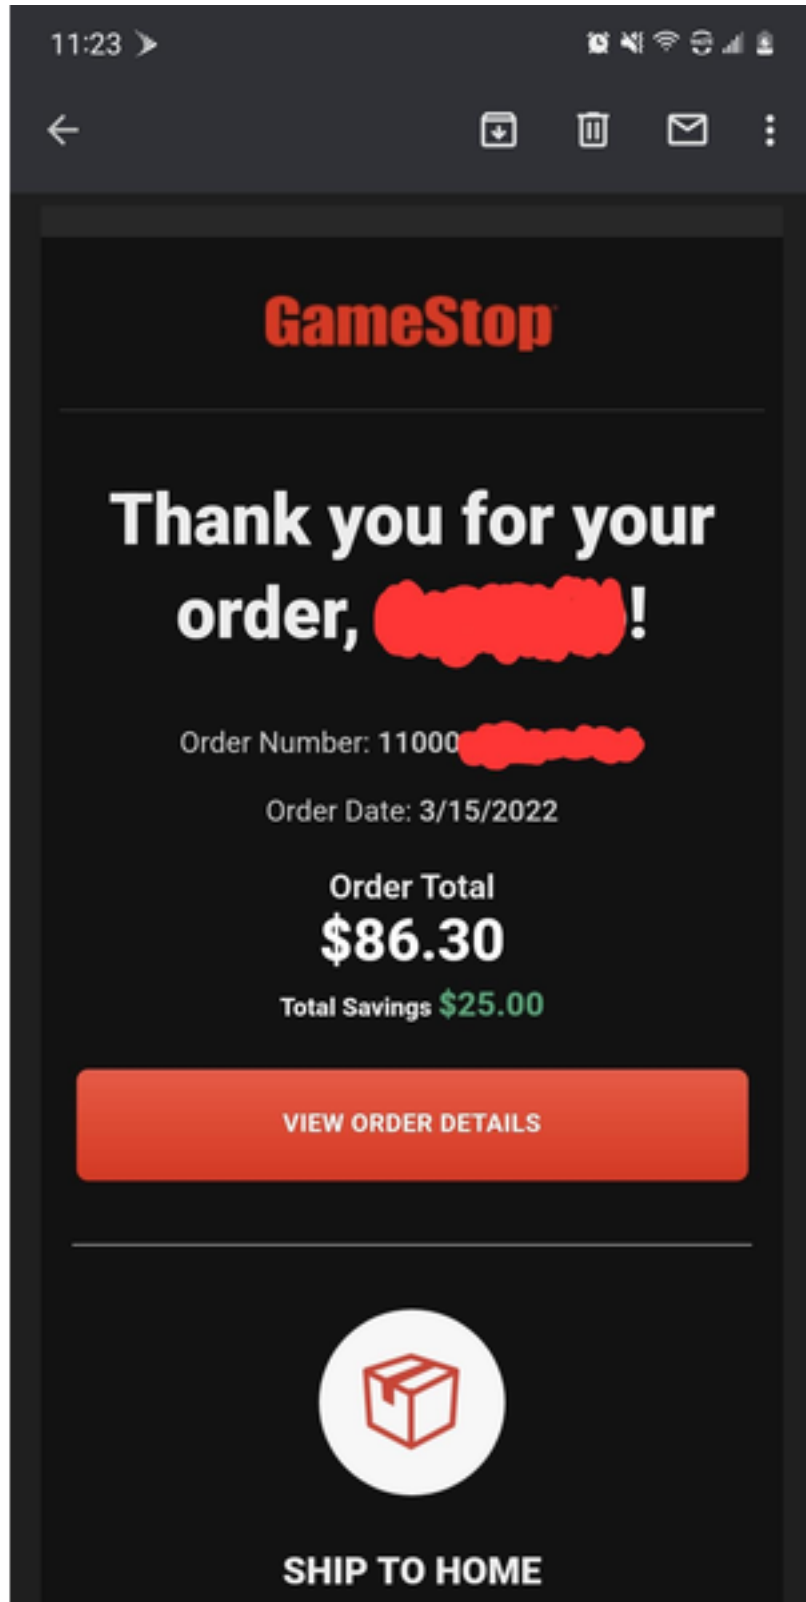 11:23
GameStop
Thank you for your
order, !
Order Number: 11000
Order Date: 3/15/2022
Order Total
$86.30
Total Savings $25.00
VIEW ORDER DETAILS
SHIP TO HOME